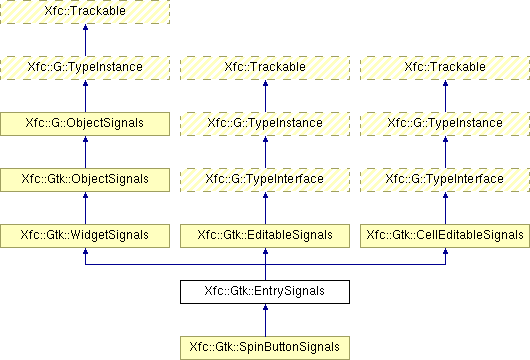 Xfc::Trackable
Xfc::G::TypeInstance
Xfc::Trackable
Xfc::Trackable
Xfc::G::ObjectSignals
Xfc::G::TypeInstance
Xfc::G::TypeInstance
Xfc::Gtk::ObjectSignals
Xfc::G::TypeInterface
Xfc::G::TypeInterface
Xfc::Gtk::WidgetSignals
Xfc::Gtk::EditableSignals
Xfc::Gtk::CellEditableSignals
Xfc::Gtk::EntrySignals
Xfc::Gtk::SpinButtonSignals